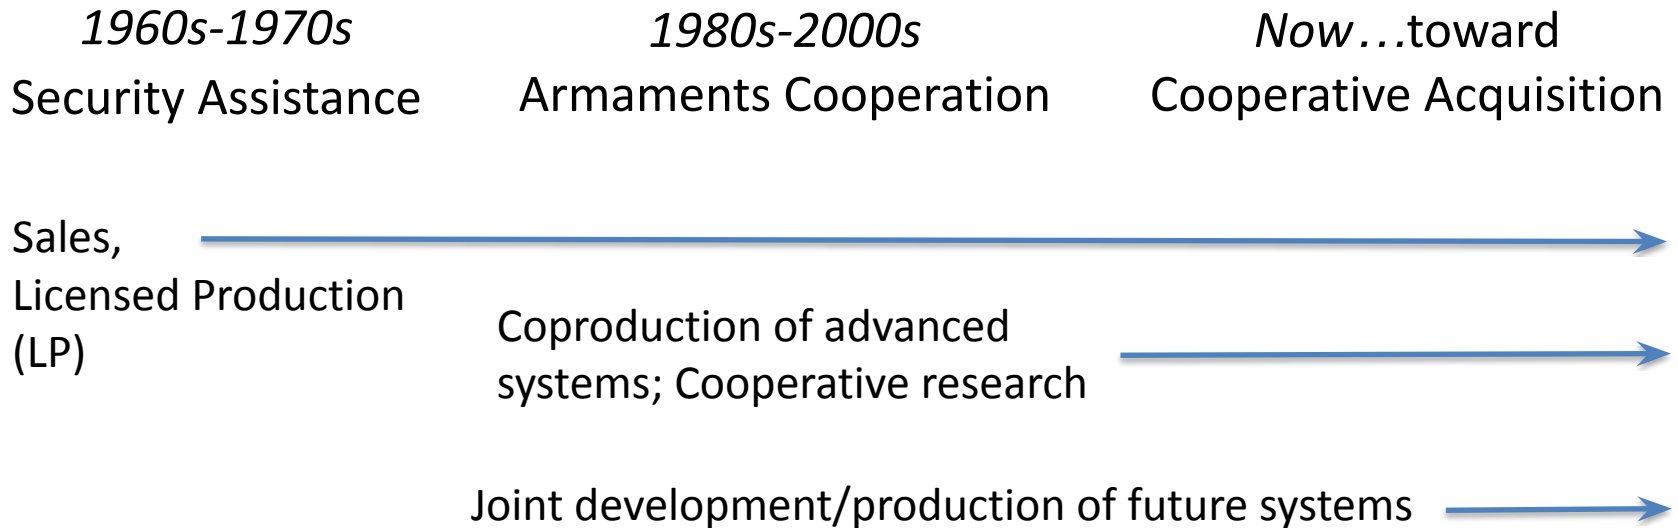 1960s-1970s
Security Assistance
1980s-2000s
Armaments Cooperation
Now…toward
Cooperative Acquisition
Sales,
Licensed Production
(LP)
Coproduction of advanced
systems; Cooperative research
Joint development/production of future systems